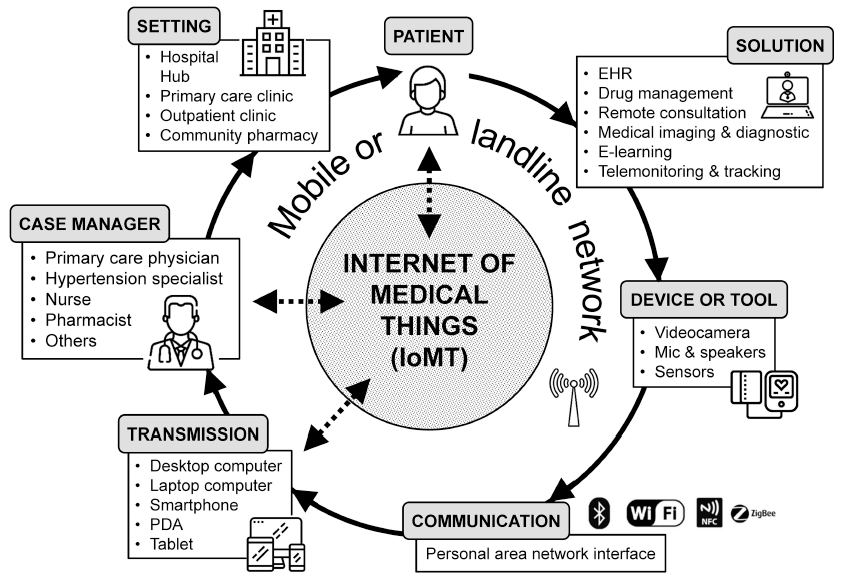 SETTING
• Hospital
Hub
• Primary care clinic
• Outpatient clinic
• Community pharmacy
PATIENT
SOLUTION
• EHR
• Drug management
• Remote consultation
• Medical imaging & diagnostic
• E-learning
• Telemonitoring & tracking
Mobile or landline network
CASE MANAGER
• Primary care physician
• Hypertension specialist
• Nurse
• Pharmacist
• Others
INTERNET OF
MEDICAL
THINGS
(IoMT)
DEVICE OR TOOL
• Videocamera
• Mic & speakers
• Sensors
TRANSMISSION
• Desktop computer
• Laptop computer
• Smartphone
• PDA
• Tablet
COMMUNICATION
Personal area network interface
Wi Fi
NFC
ZigBee